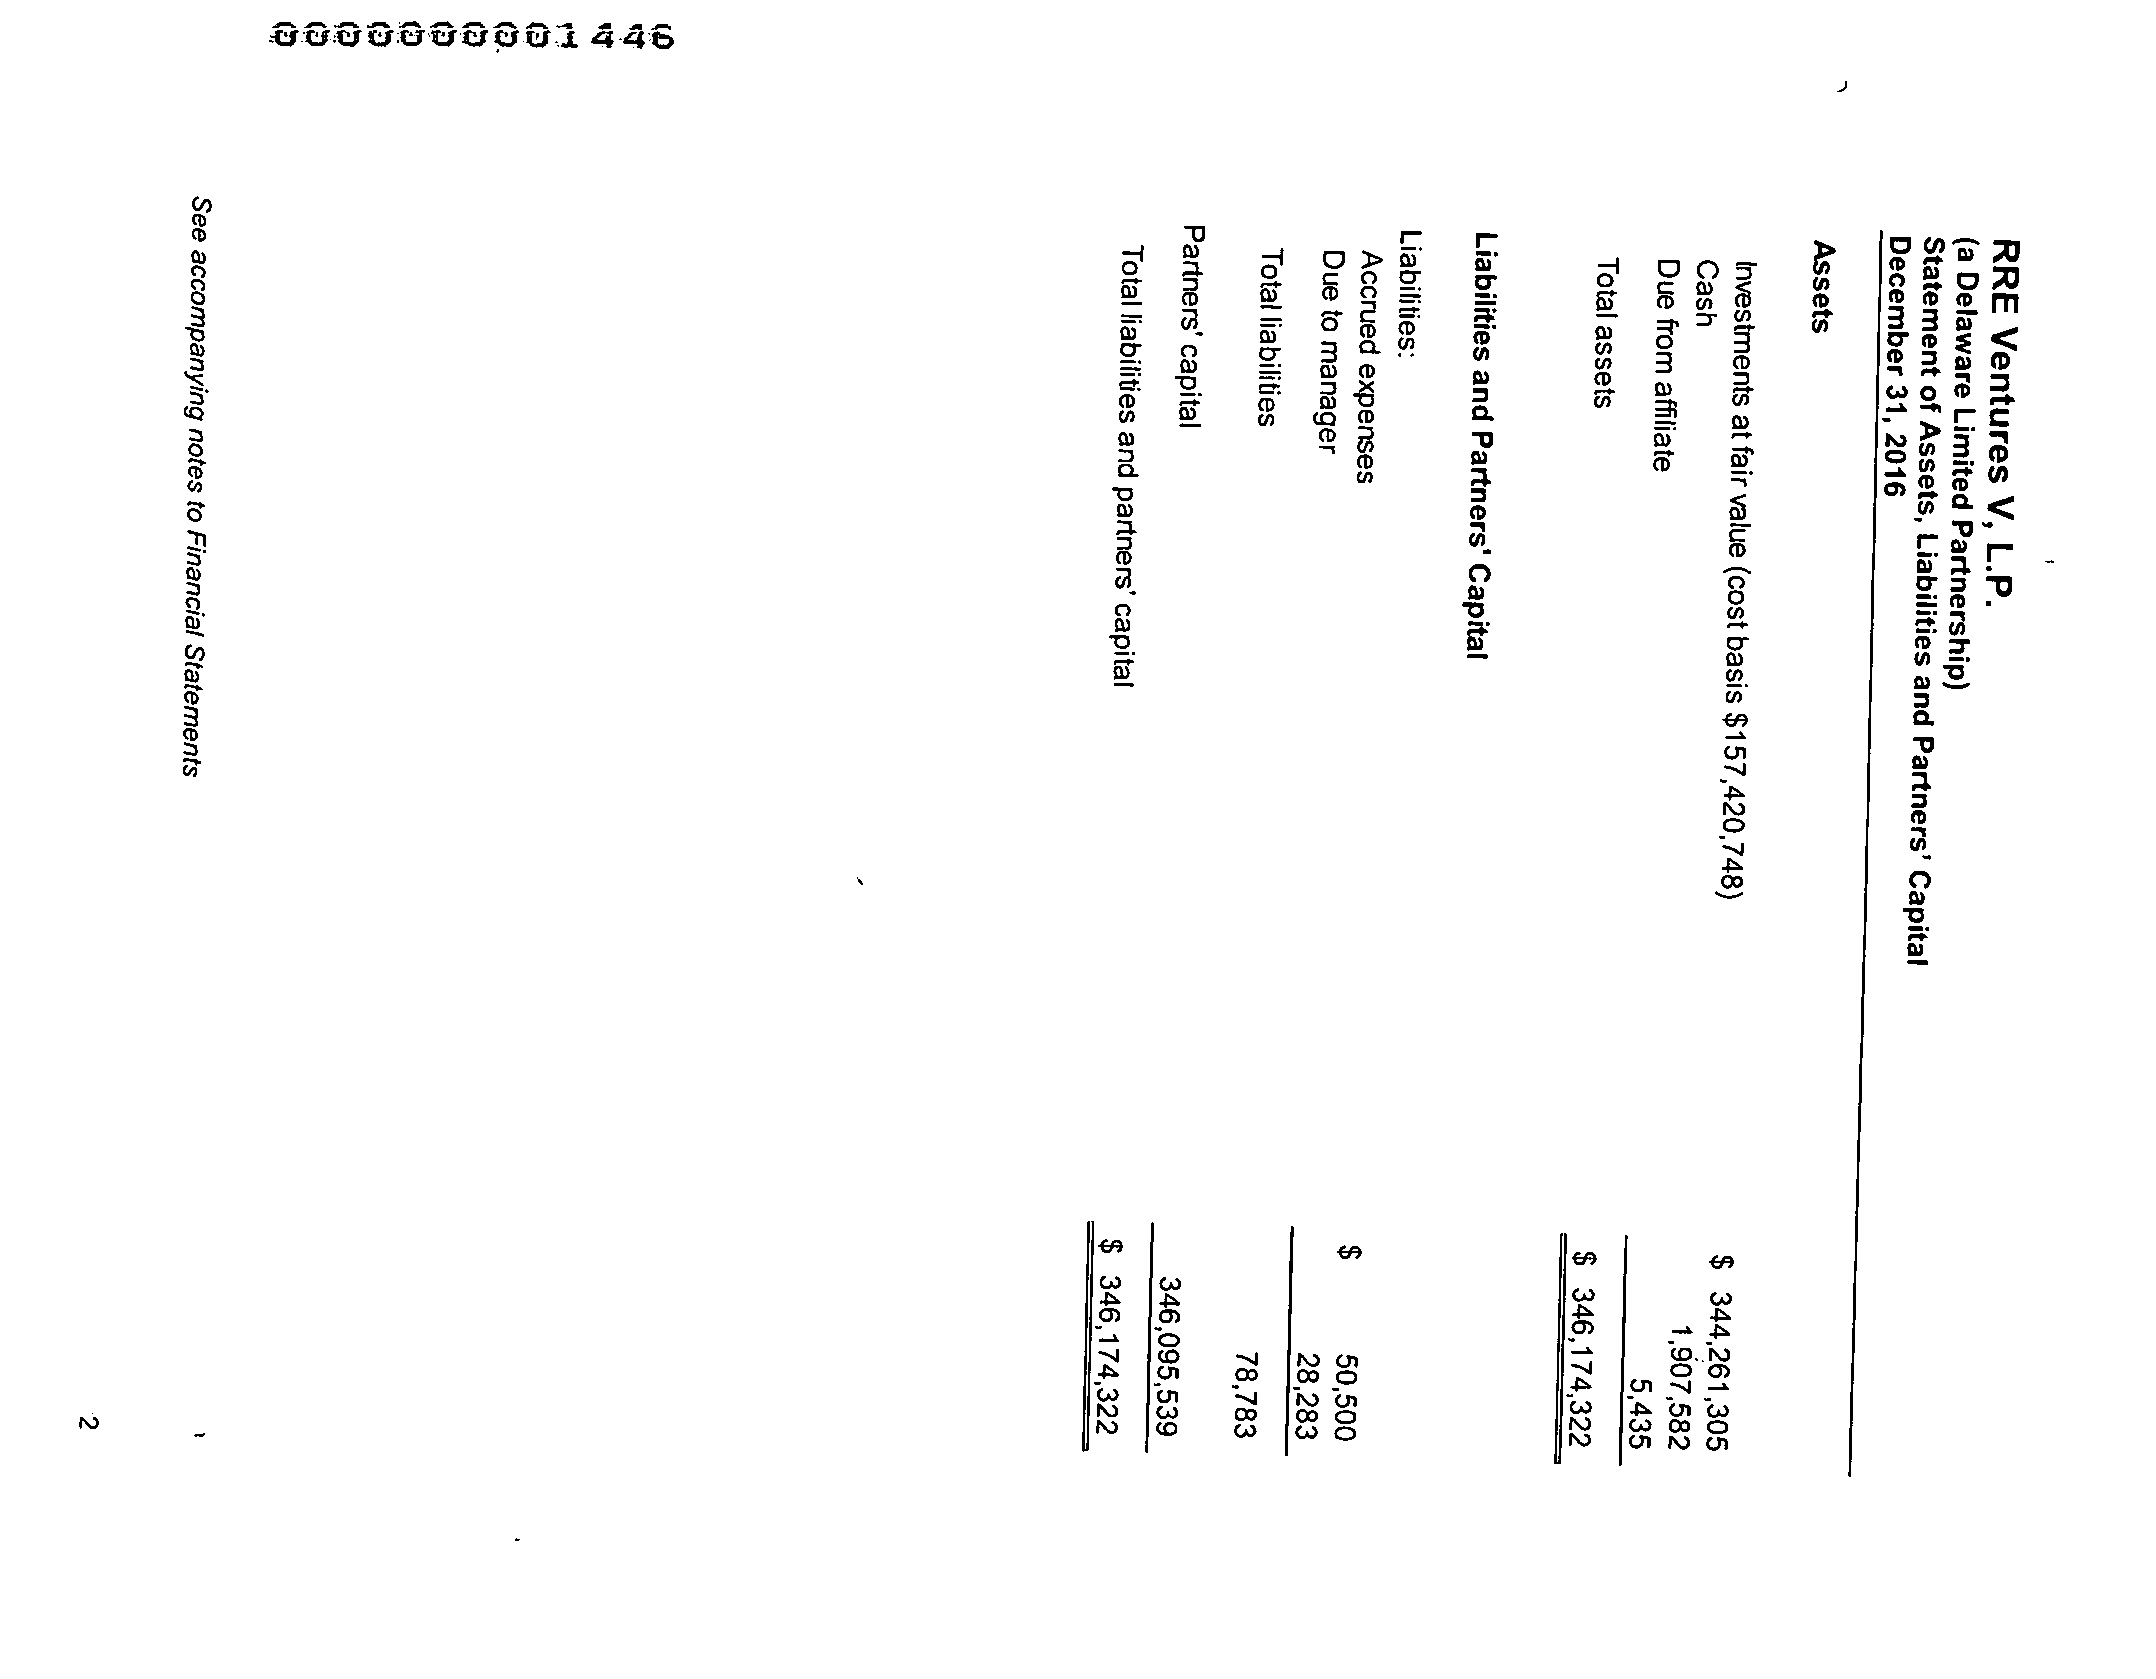 RRE Ventures V, L.P.
(a Delaware Limited Partnership)
Statement of Assets, Liabilities and Partners' Capital
December 31, 2016
Assets
Investments at fair value (cost basis $157,420,748) $ 344,261,305
Cash 1,907,582
Due from affiliate 5,435
Total assets $ 346,174,322
Liabilities and Partners' Capital
Liabilities:
Accrued expenses $ 50,500
Due to manager 28,283
Total liabilities 78,783
Partners' capital 346,095,539
Total liabilities and partners' capital $ 346,174,322
See accompanying notes to Financial Statements
2
0000000001446